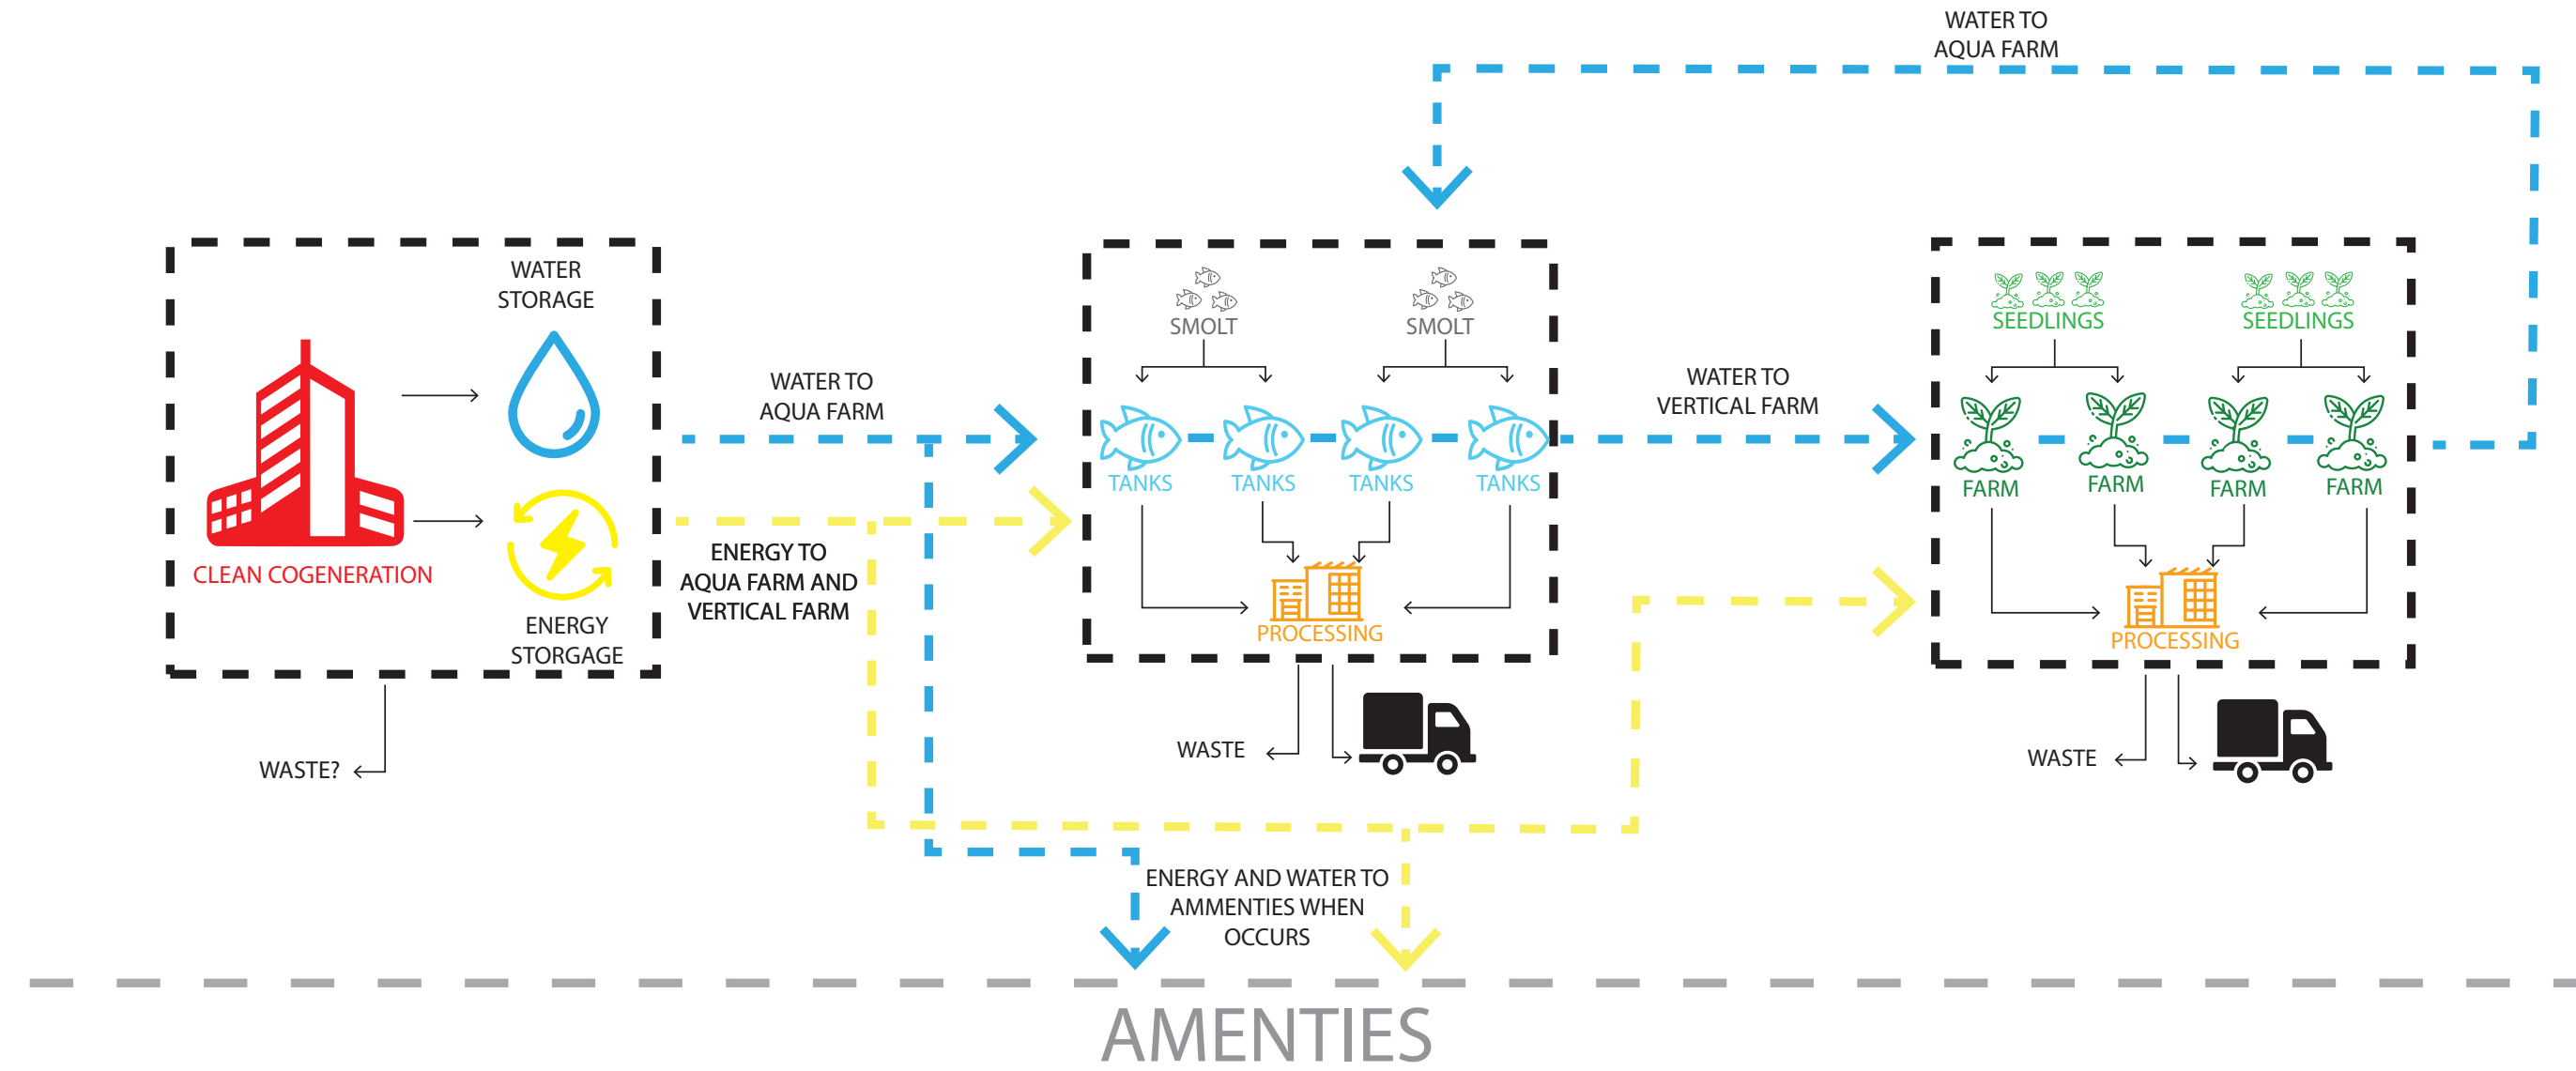 WATER TO
AQUA FARM
WATER
STORAGE
CLEAN COGENERATION
ENERGY
STORGAGE
WASTE?
WATER TO
AQUA FARM
ENERGY TO
AQUA FARM AND
VERTICAL FARM
SMOLT
SMOLT
TANKS
TANKS
TANKS
TANKS
PROCESSING
WASTE
WATER TO
VERTICAL FARM
SEEDLINGS
SEEDLINGS
FARM
FARM
FARM
FARM
PROCESSING
WASTE
ENERGY AND WATER TO
AMMENTIES WHEN
OCCURS
AMENTIES